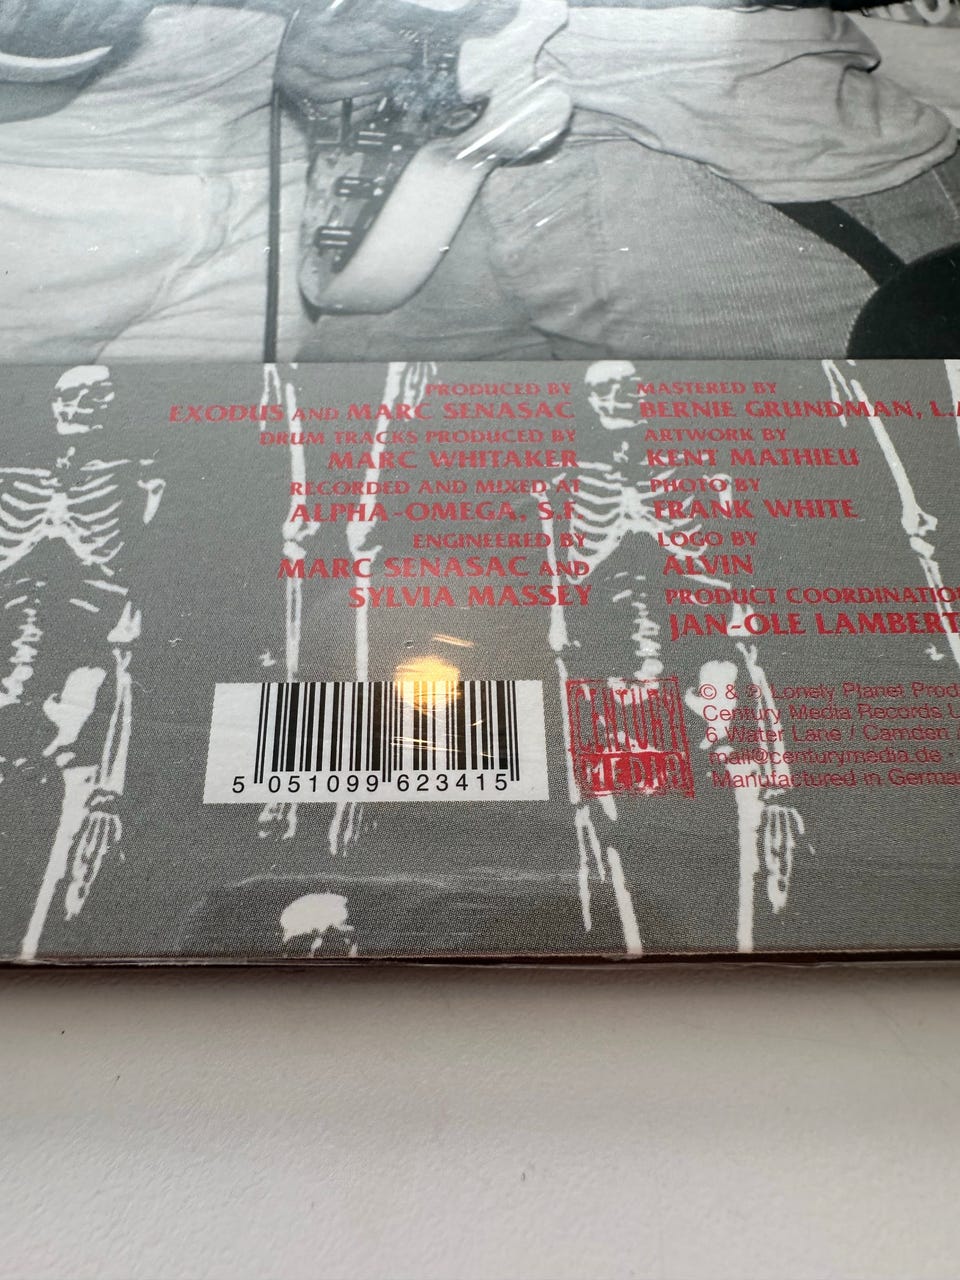 PRODUCED BY
EXODUS AND MARC SENASAC
DRUM TRACKS PRODUCED BY
MARC WHITAKER
RECORDED AND MIXED AT
ALPHA-OMEGA, S.F.
ENGINEERED BY
MARC SENASAC AND
SYLVIA MASSEY
MASTERED BY
BERNIE GRUNDMAN, L.A
ARTWORK BY
KENT MATHIEU
PHOTO BY
FRANK WHITE
LOGO BY
ALVIN
PRODUCT COORDINATIO
JAN-OLE LAMBERT
5 051099 623415
CENTURY
MEDIA
© & ℗ Lonely Planet Prod
Century Media Records L
6 Water Lane / Camden
mail@centurymedia.de -
Manufactured in Germa